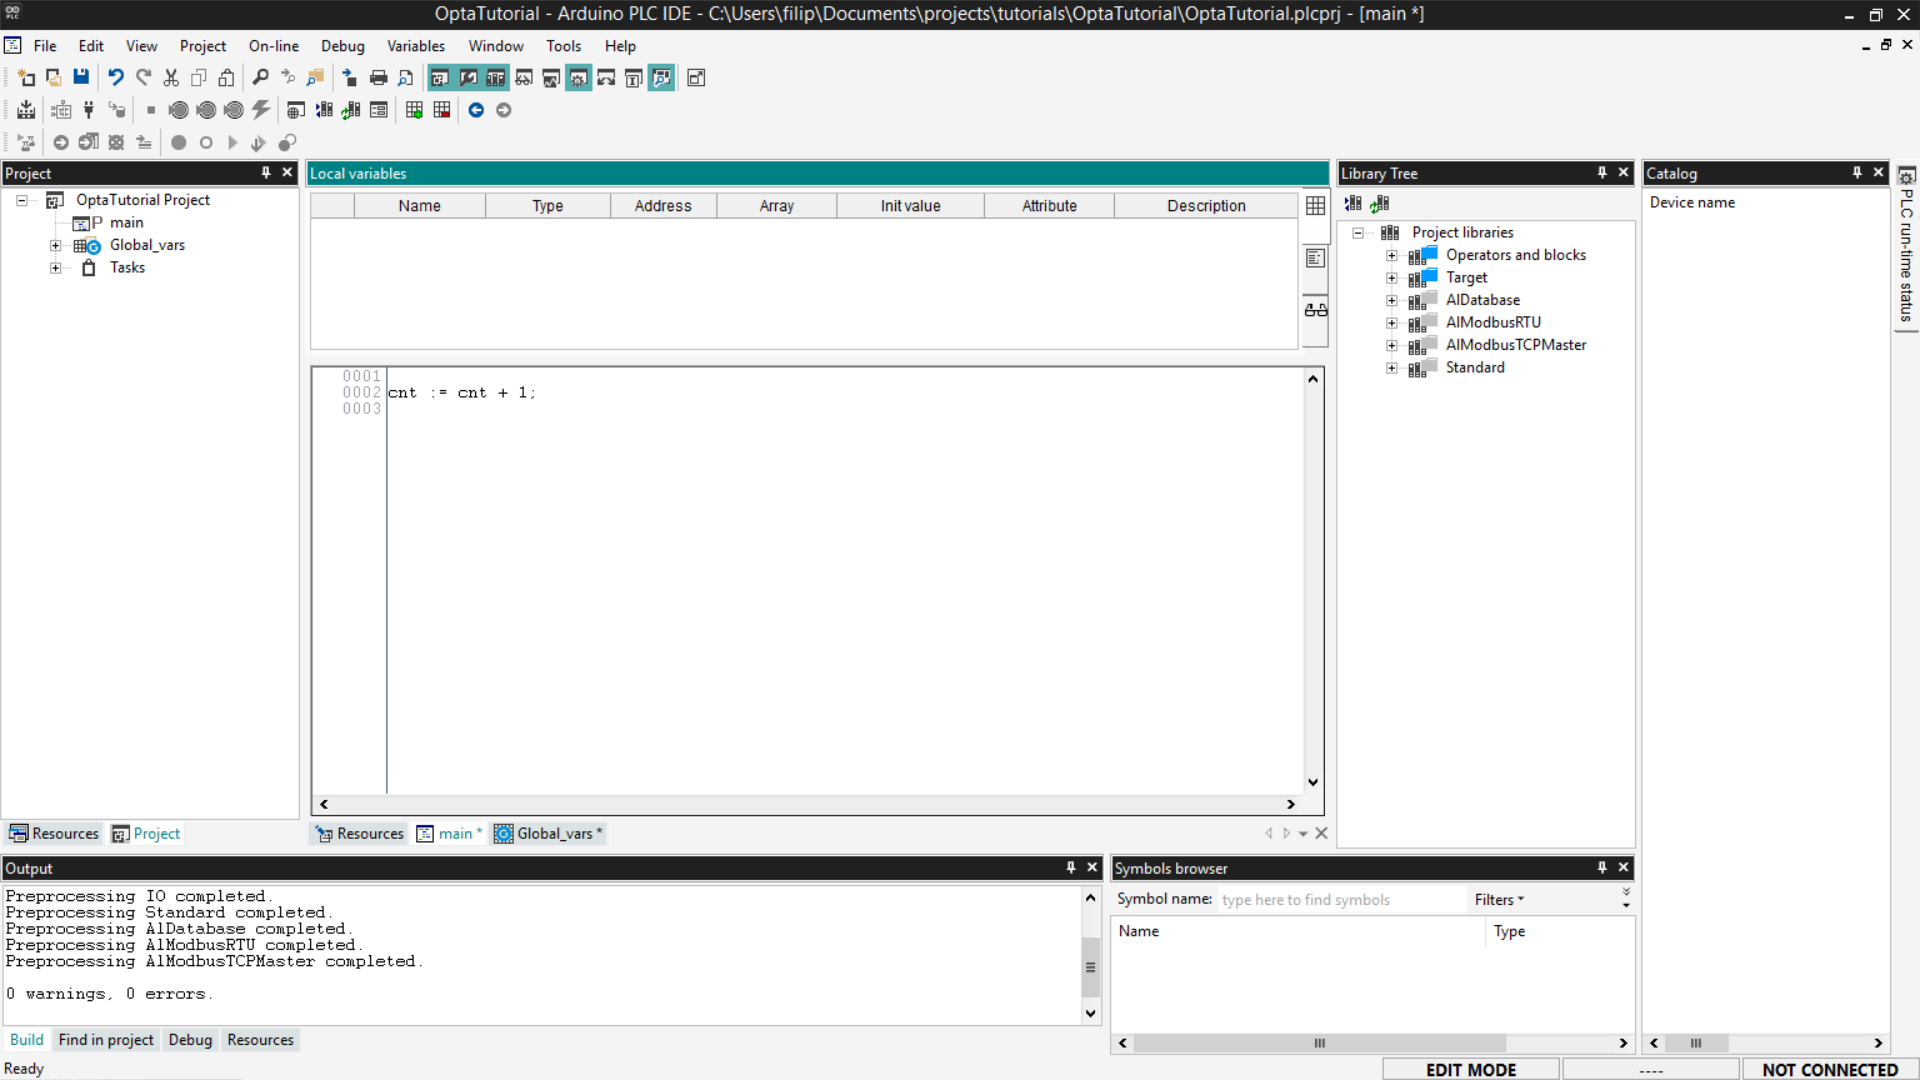 OptaTutorial - Arduino PLC IDE - C:\Users\filip\Documents\projects\tutorials\OptaTutorial\OptaTutorial.plcprj - [main *]
File Edit View Project On-line Debug Variables Window Tools Help
Project
OptaTutorial Project
P main
Global_vars
Tasks
Resources Project
Local variables
Name Type Address Array Init value Attribute Description
0001
0002 cnt := cnt + 1;
0003
Resources main * Global_vars *
Library Tree
Project libraries
Operators and blocks
Target
AlDatabase
AlModbusRTU
AlModbusTCPMaster
Standard
Catalog
Device name
PLC run-time status
Output
Preprocessing IO completed.
Preprocessing Standard completed.
Preprocessing AlDatabase completed.
Preprocessing AlModbusRTU completed.
Preprocessing AlModbusTCPMaster completed.
0 warnings, 0 errors.
Build Find in project Debug Resources
Symbols browser
Symbol name: type here to find symbols Filters
Name Type
Ready
EDIT MODE ---- NOT CONNECTED